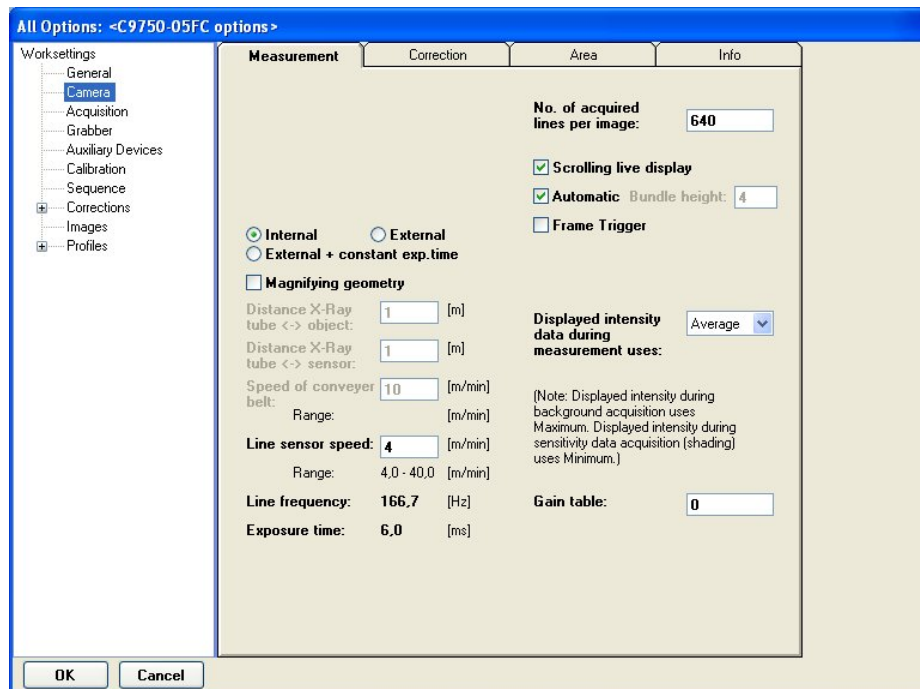 All Options: <C9750-05FC options>
Worksettings
General
Camera
Acquisition
Grabber
Auxiliary Devices
Calibration
Sequence
Corrections
Images
Profiles
Measurement
Correction
Area
Info
No. of acquired
lines per image:
640
Scrolling live display
Automatic Bundle height: 4
Frame Trigger
Internal External
External + constant exp.time
Magnifying geometry
Distance X-Ray
tube <-> object:
1 [m]
Distance X-Ray
tube <-> sensor:
1 [m]
Speed of conveyer
belt:
10 [m/min]
Range: [m/min]
Line sensor speed: 4 [m/min]
Range: 4,0 - 40,0 [m/min]
Line frequency: 166,7 [Hz]
Exposure time: 6,0 [ms]
Displayed intensity
data during
measurement uses:
Average
(Note: Displayed intensity during
background acquisition uses
Maximum. Displayed intensity during
sensitivity data acquisition (shading)
uses Minimum.)
Gain table: 0
OK
Cancel